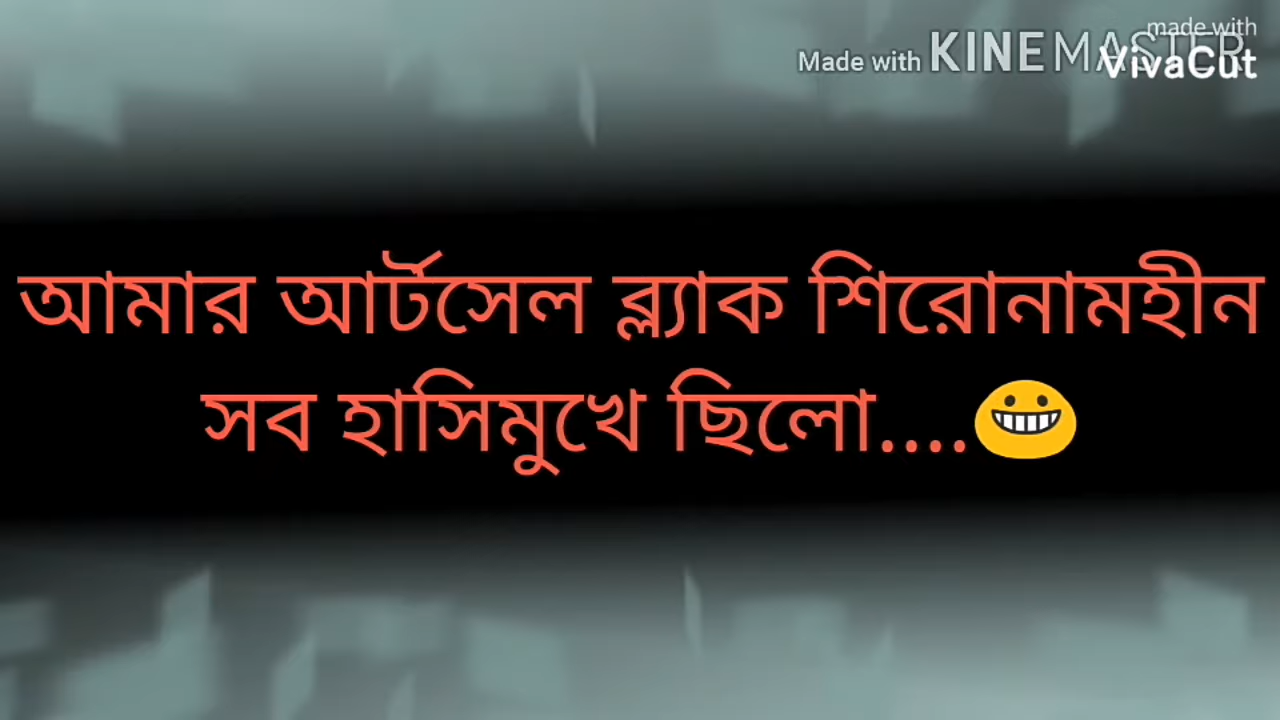 made with
Made with KINEMASTER
VivaCut
আমার আর্টসেল ব্ল্যাক শিরোনামহীন
সব হাসিমুখে ছিলো....😀